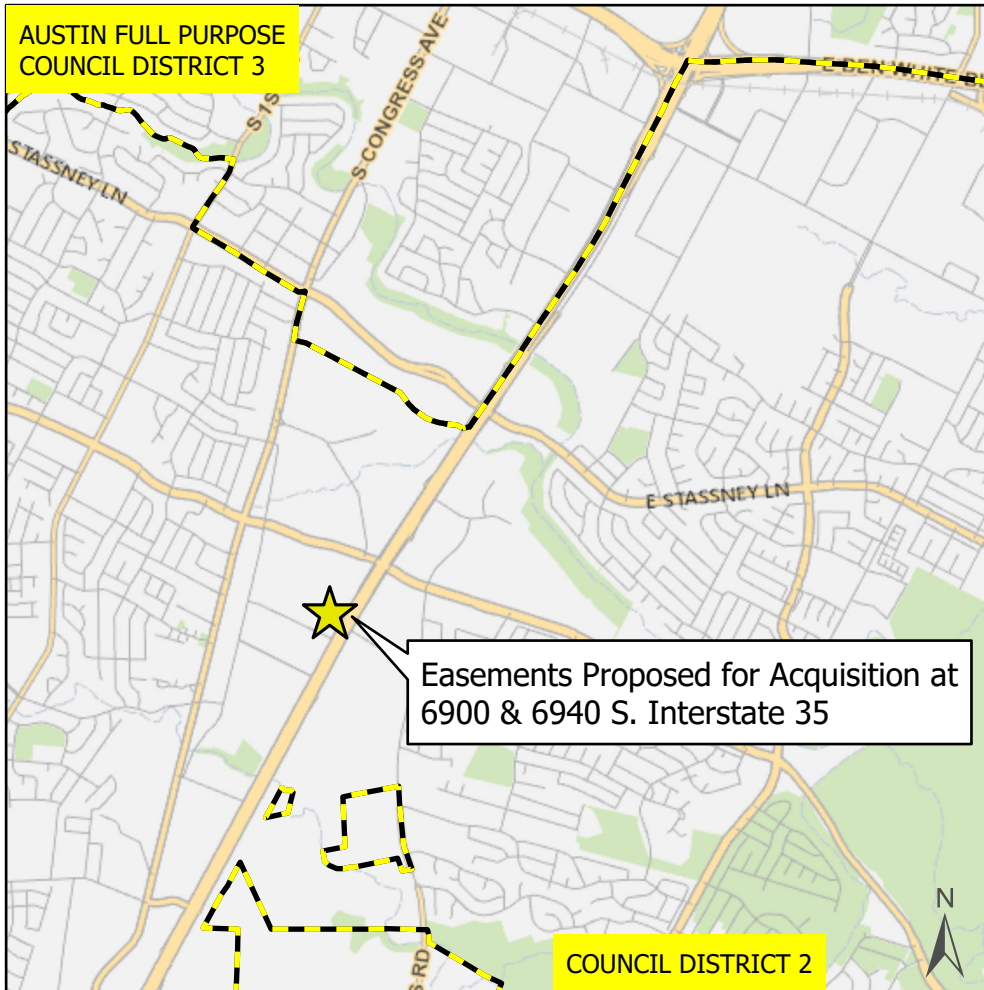 AUSTIN FULL PURPOSE
COUNCIL DISTRICT 3
S CONGRESS AVE
STASSNEY LN
E STASSNEY LN
Easements Proposed for Acquisition at
6900 & 6940 S. Interstate 35
N
COUNCIL DISTRICT 2
S RD